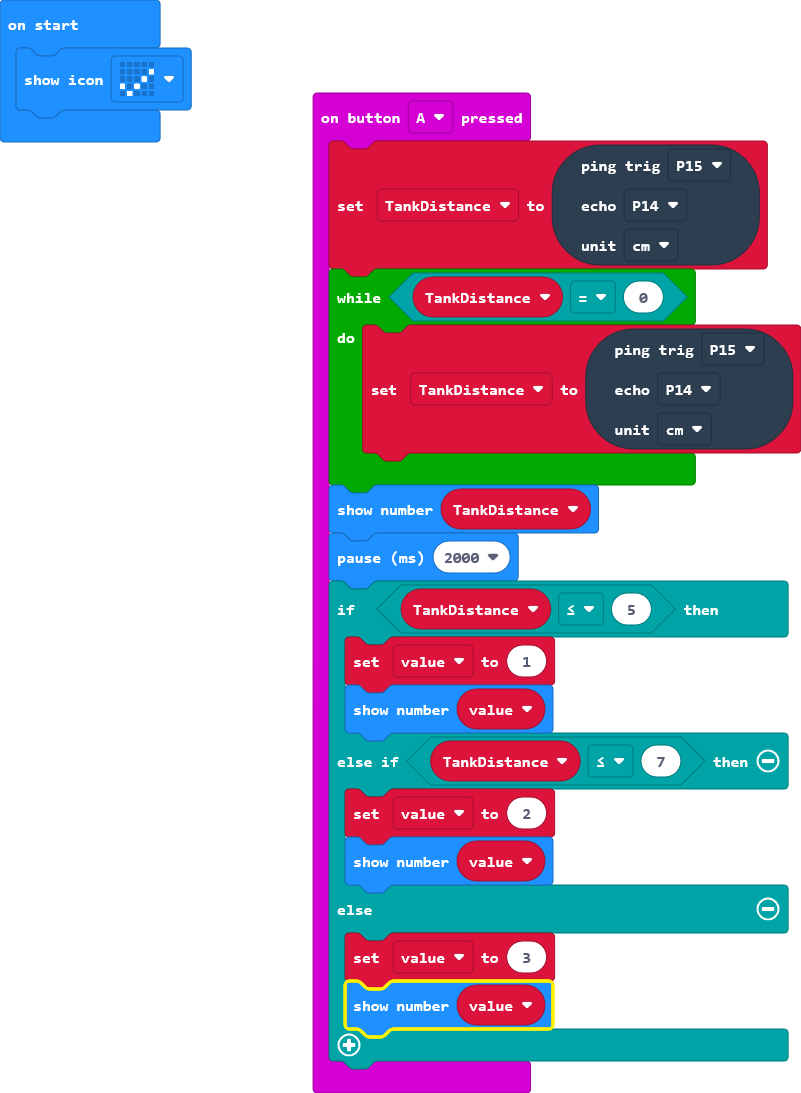 on start
show icon
on button A pressed
set TankDistance to ping trig P15
echo P14
unit cm
while TankDistance = 0
do
set TankDistance to ping trig P15
echo P14
unit cm
show number TankDistance
pause (ms) 2000
if TankDistance ≤ 5 then
set value to 1
show number value
else if TankDistance ≤ 7 then
set value to 2
show number value
else
set value to 3
show number value